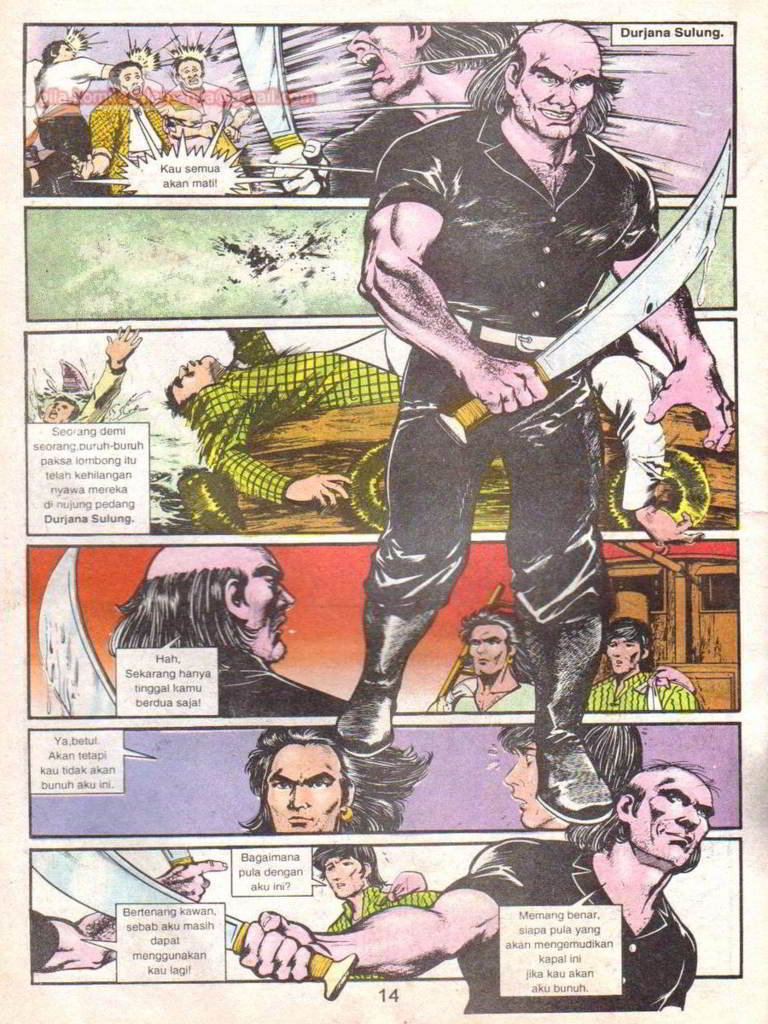 Durjana Sulung.
Kau semua
akan mati!
Seorang demi
seorang,buruh-buruh
paksa lombong itu
telah kehilangan
nyawa mereka
di hujung pedang
Durjana Sulung.
Hah,
Sekarang hanya
tinggal kamu
berdua saja!
Ya,betul.
Akan tetapi
kau tidak akan
bunuh aku ini.
Bagaimana
pula dengan
aku ini?
Bertenang kawan,
sebab aku masih
dapat
menggunakan
kau lagi!
Memang benar,
siapa pula yang
akan mengemudikan
kapal ini
jika kau akan
aku bunuh.
14